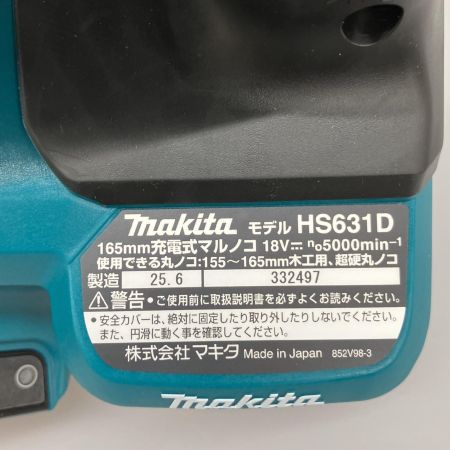 makita モデル HS631D
165mm充電式マルノコ 18V⎓ n₀5000min⁻¹
使用できる丸ノコ:155〜165mm木工用、超硬丸ノコ
製造 25.6 332497
⚠警告 ●ご使用前に取扱説明書を必ずよくお読みください。
●安全カバーは、絶対に固定したり取り外したりしないでください。
また、円滑に動く事を確認してください。
株式会社マキタ Made in Japan 852V98-3
makita